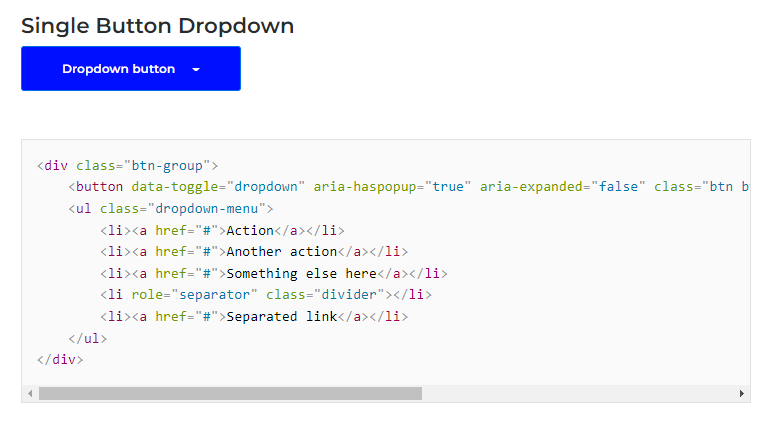 Single Button Dropdown
Dropdown button
<div class="btn-group">
    <button data-toggle="dropdown" aria-haspopup="true" aria-expanded="false" class="btn b
    <ul class="dropdown-menu">
        <li><a href="#">Action</a></li>
        <li><a href="#">Another action</a></li>
        <li><a href="#">Something else here</a></li>
        <li role="separator" class="divider"></li>
        <li><a href="#">Separated link</a></li>
    </ul>
</div>